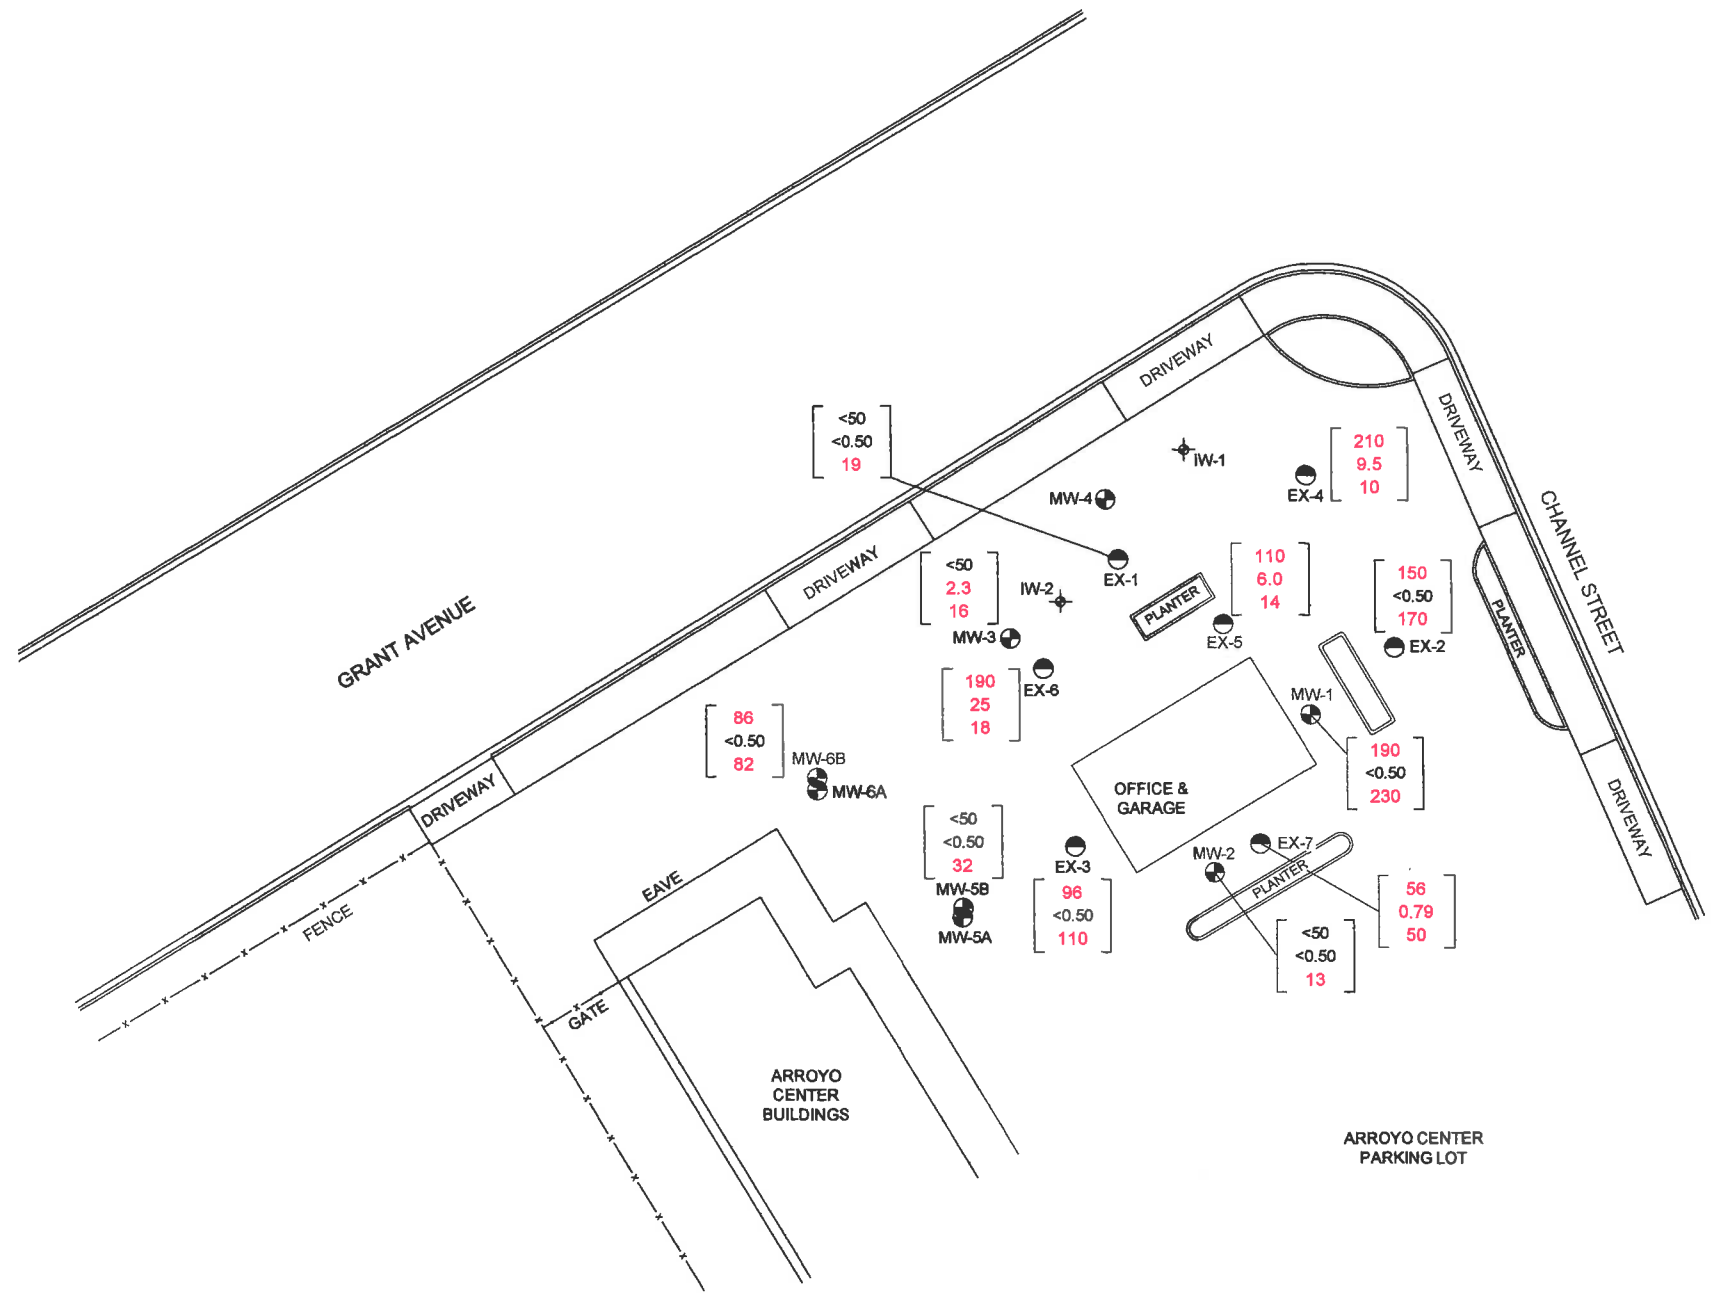 GRANT AVENUE
CHANNEL STREET
DRIVEWAY
DRIVEWAY
DRIVEWAY
DRIVEWAY
DRIVEWAY
<50
<0.50
19
IW-1
MW-4
EX-1
210
9.5
10
EX-4
<50
2.3
16
IW-2
MW-3
PLANTER
110
6.0
14
EX-5
150
<0.50
170
EX-2
PLANTER
190
25
18
EX-6
MW-1
190
<0.50
230
86
<0.50
82
MW-6B
MW-6A
OFFICE &
GARAGE
<50
<0.50
32
MW-5B
MW-5A
EX-3
96
<0.50
110
MW-2
EX-7
PLANTER
56
0.79
50
<50
<0.50
13
EAVE
FENCE
GATE
ARROYO
CENTER
BUILDINGS
ARROYO CENTER
PARKING LOT